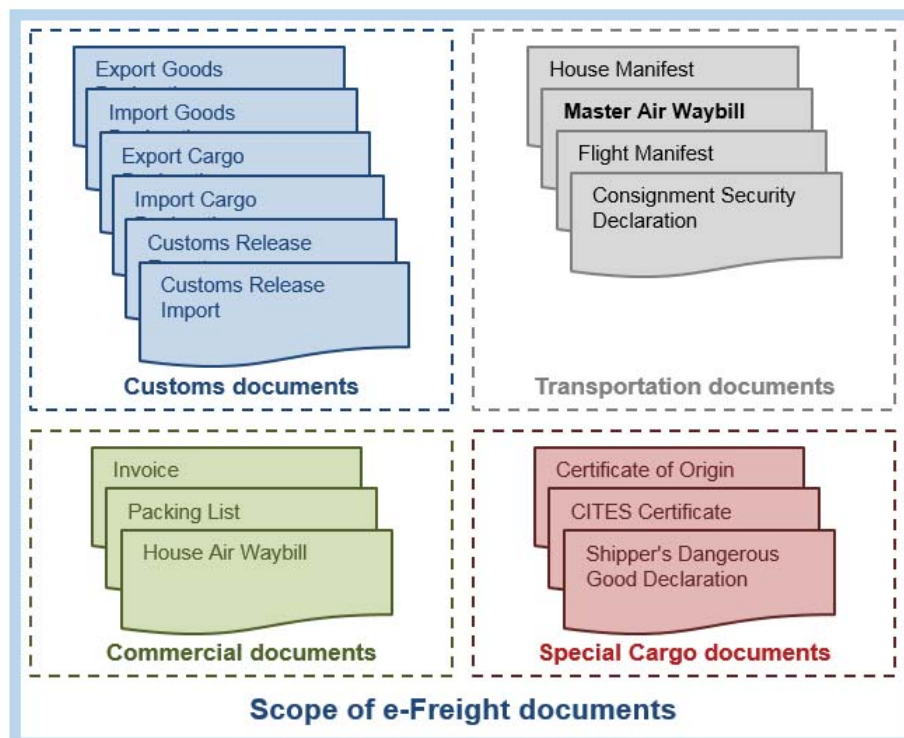 Export Goods
Import Goods
Export Cargo
Import Cargo
Customs Release
Customs Release
Import
Customs documents
House Manifest
Master Air Waybill
Flight Manifest
Consignment Security
Declaration
Transportation documents
Invoice
Packing List
House Air Waybill
Commercial documents
Certificate of Origin
CITES Certificate
Shipper's Dangerous
Good Declaration
Special Cargo documents
Scope of e-Freight documents